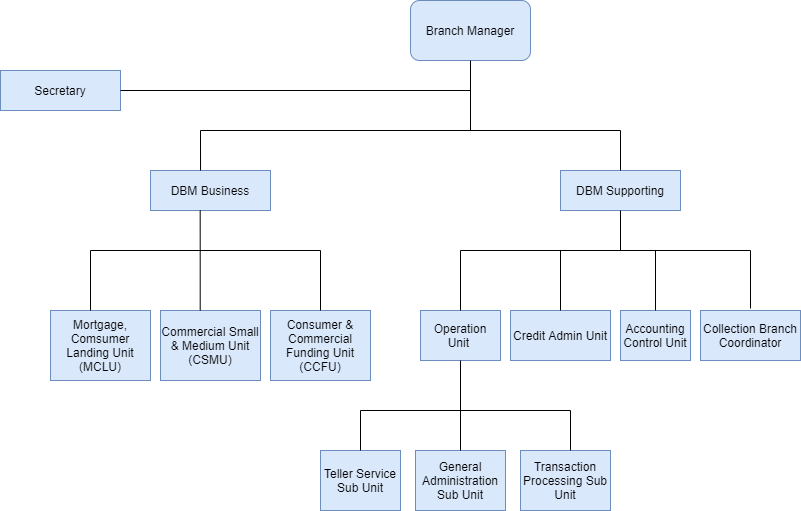 Branch Manager
Secretary
DBM Business
DBM Supporting
Mortgage,
Comsumer
Landing Unit
(MCLU)
Commercial Small
& Medium Unit
(CSMU)
Consumer &
Commercial
Funding Unit
(CCFU)
Operation
Unit
Credit Admin Unit
Accounting
Control Unit
Collection Branch
Coordinator
Teller Service
Sub Unit
General
Administration
Sub Unit
Transaction
Processing Sub
Unit